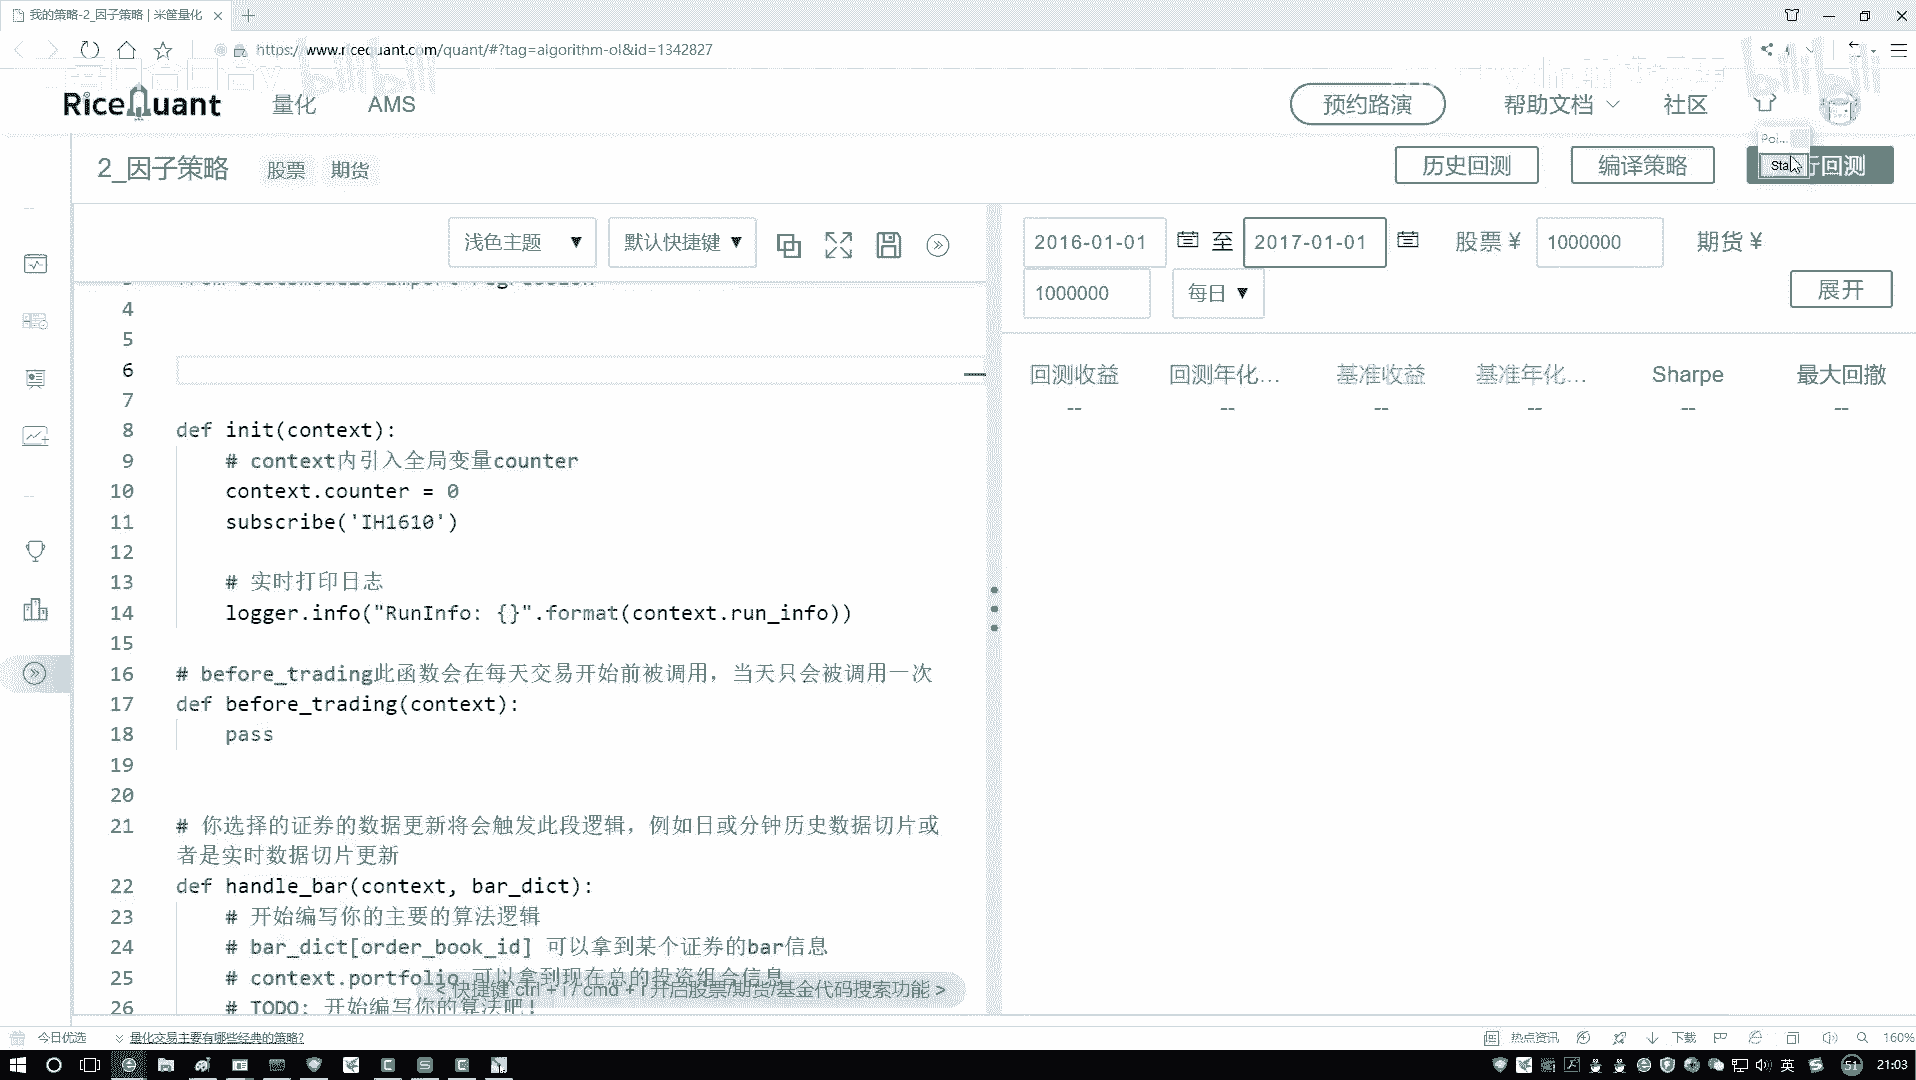 我的策略-2_因子策略 | 米筐量化
https://www.ricequant.com/quant/#?tag=algorithm-ol&id=1342827
bilibili
bilibili
RiceQuant 量化 AMS 预约路演 帮助文档 社区
2_因子策略 股票 期货 历史回测 编译策略 行回测
Poi...
Sta
浅色主题 ▼ 默认快捷键 ▼
2016-01-01 至 2017-01-01 股票 ¥ 1000000 期货 ¥
1000000 每日 ▼ 展开
回测收益 回测年化... 基准收益 基准年化... Sharpe 最大回撤
-- -- -- -- -- --
4
5
6
7
8 def init(context):
9 # context内引入全局变量counter
10 context.counter = 0
11 subscribe('IH1610')
12
13 # 实时打印日志
14 logger.info("RunInfo: {}".format(context.run_info))
15
16 # before_trading此函数会在每天交易开始前被调用，当天只会被调用一次
17 def before_trading(context):
18 pass
19
20
21 # 你选择的证券的数据更新将会触发此段逻辑，例如日或分钟历史数据切片或
者是实时数据切片更新
22 def handle_bar(context, bar_dict):
23 # 开始编写你的主要的算法逻辑
24 # bar_dict[order_book_id] 可以拿到某个证券的bar信息
25 # context.portfolio 可以拿到现在总的投资组合信息
26 # TODO: 开始编写你的算法吧！
< 快捷键 ctrl + i / cmd + i 开启股票/期货/基金代码搜索功能 >
今日优选 量化交易主要有哪些经典的策略? 热点资讯 下载 160%
英 51 21:03